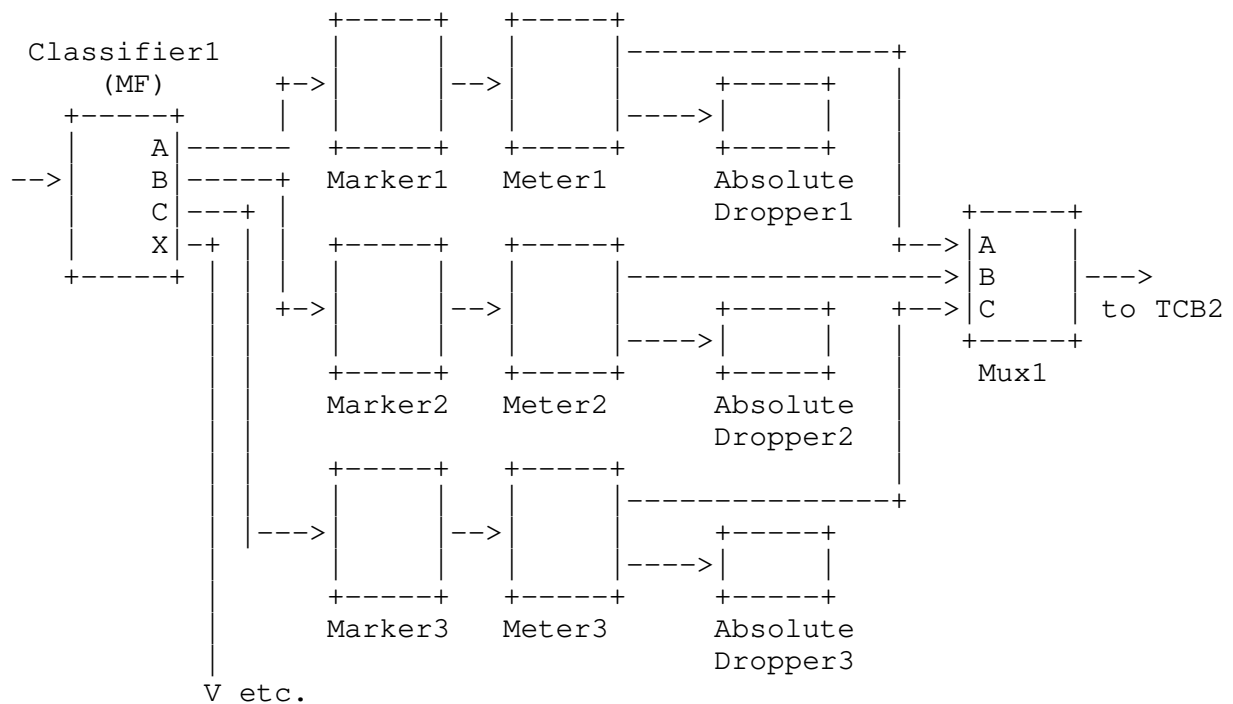 Classifier1
(MF)
A
B
C
X
Marker1 Meter1 Absolute
Dropper1
A
B
C to TCB2
Mux1
Marker2 Meter2 Absolute
Dropper2
Marker3 Meter3 Absolute
Dropper3
V etc.